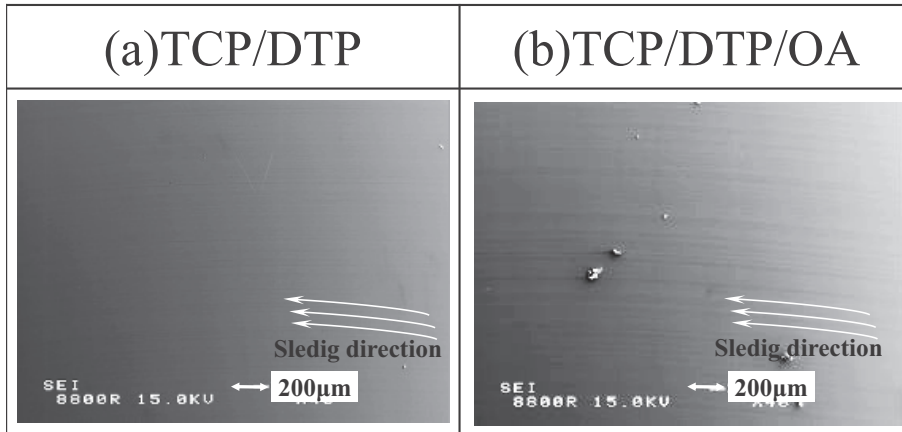 (a)TCP/DTP
(b)TCP/DTP/OA
Sledig direction
SEI
8800R 15.0KV
200μm
Sledig direction
SEI
8800R 15.0KV
200μm